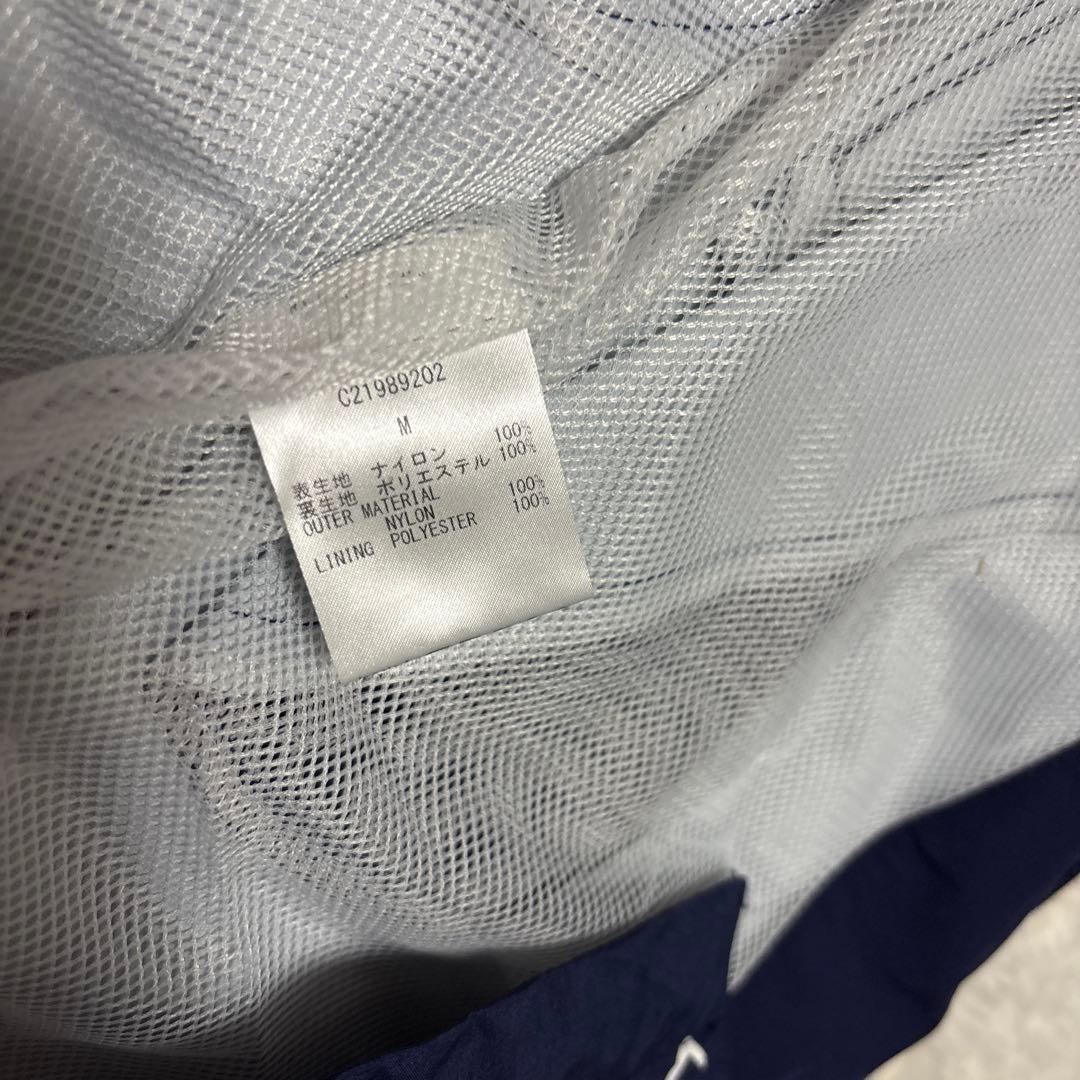 C21989202
M
表生地 ナイロン 100%
裏生地 ポリエステル 100%
OUTER MATERIAL
NYLON 100%
LINING POLYESTER 100%